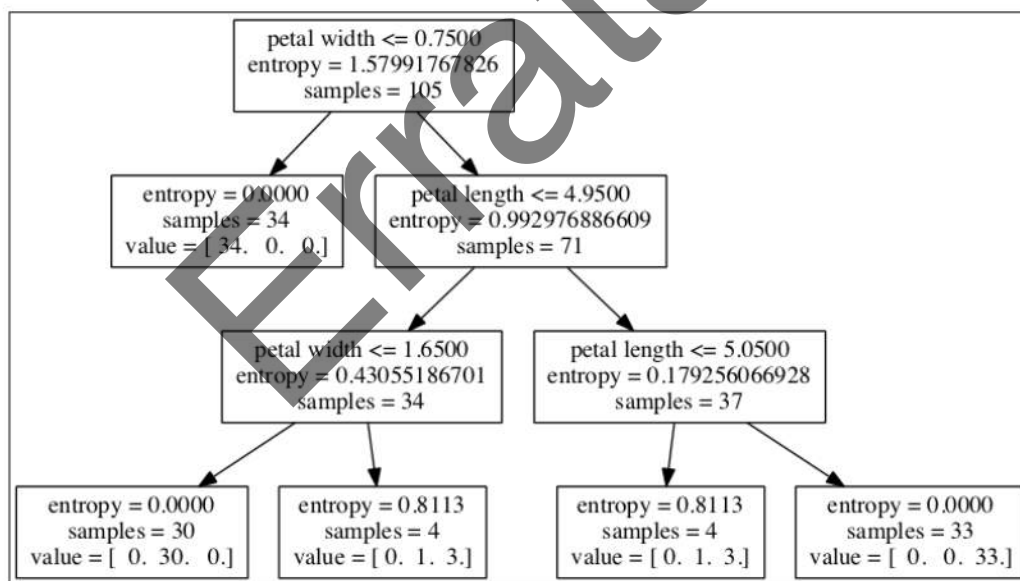 petal width <= 0.7500
entropy = 1.57991767826
samples = 105
entropy = 0.0000
samples = 34
value = [ 34. 0. 0.]
petal length <= 4.9500
entropy = 0.992976886609
samples = 71
petal width <= 1.6500
entropy = 0.43055186701
samples = 34
petal length <= 5.0500
entropy = 0.179256066928
samples = 37
entropy = 0.0000
samples = 30
value = [ 0. 30. 0.]
entropy = 0.8113
samples = 4
value = [ 0. 1. 3.]
entropy = 0.8113
samples = 4
value = [ 0. 1. 3.]
entropy = 0.0000
samples = 33
value = [ 0. 0. 33.]